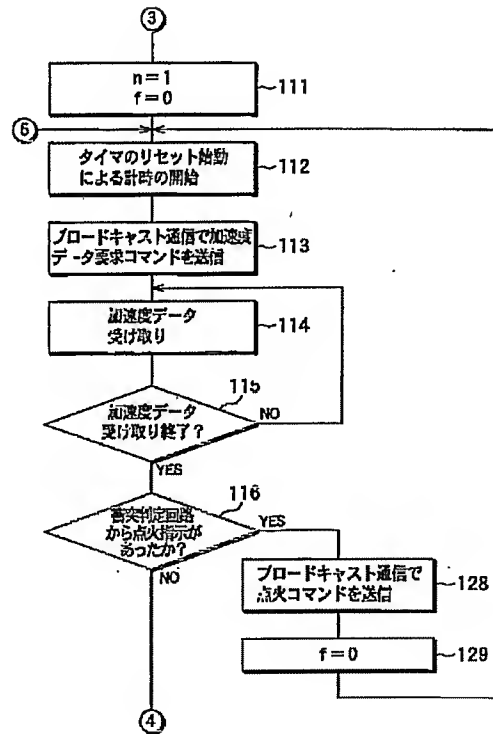 ③
n=1
f=0
111
⑤
タイマのリセット始動
による計時の開始
112
ブロードキャスト通信で加速度
データ要求コマンドを送信
113
加速度データ
受け取り
114
加速度データ
受け取り終了?
115
NO
YES
衝突判定回路
から点火指示が
あったか?
116
YES
NO
ブロードキャスト通信で
点火コマンドを送信
128
f=0
129
④